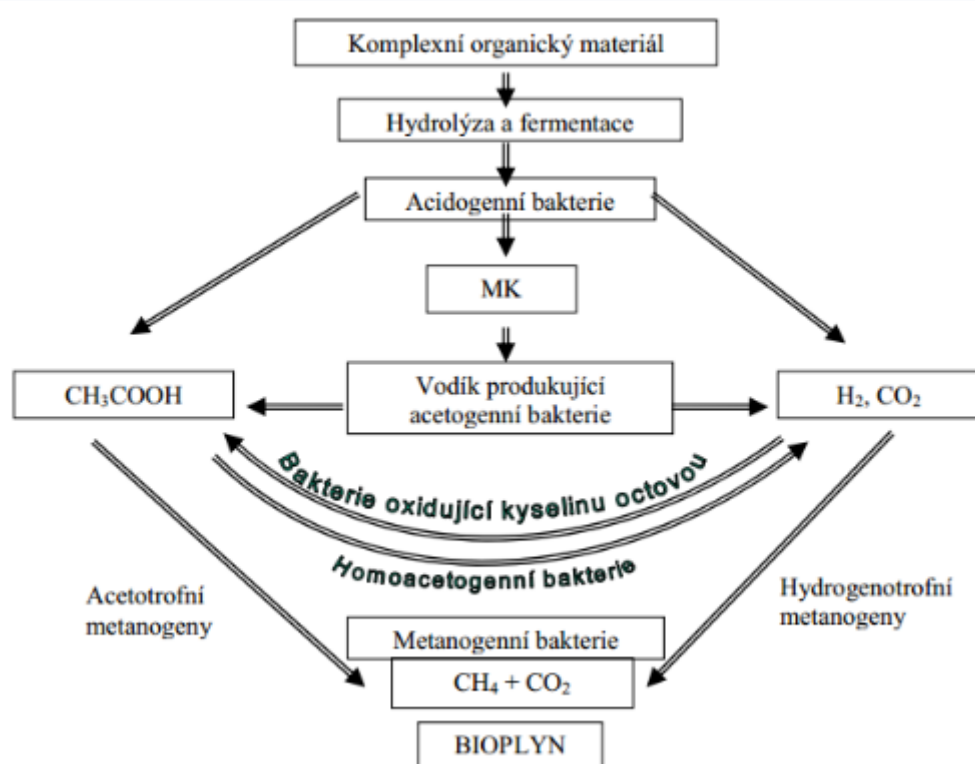 Komplexní organický materiál
Hydrolýza a fermentace
Acidogenní bakterie
MK
CH₃COOH
Vodík produkující
acetogenní bakterie
H₂, CO₂
Bakterie oxidující kyselinu octovou
Homoacetogenní bakterie
Acetotrofní
metanogeny
Hydrogenotrofní
metanogeny
Metanogenní bakterie
CH₄ + CO₂
BIOPLYN